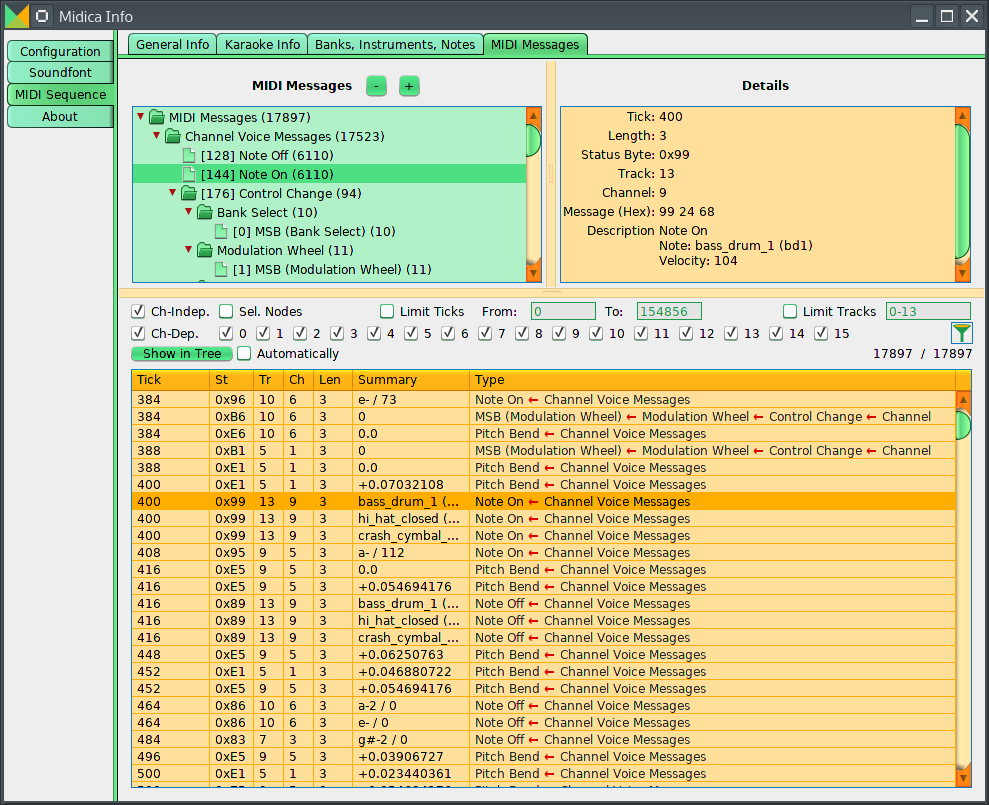 Midica Info
Configuration
Soundfont
MIDI Sequence
About
General Info Karaoke Info Banks, Instruments, Notes MIDI Messages
MIDI Messages - +
MIDI Messages (17897)
Channel Voice Messages (17523)
[128] Note Off (6110)
[144] Note On (6110)
[176] Control Change (94)
Bank Select (10)
[0] MSB (Bank Select) (10)
Modulation Wheel (11)
[1] MSB (Modulation Wheel) (11)
Details
Tick: 400
Length: 3
Status Byte: 0x99
Track: 13
Channel: 9
Message (Hex): 99 24 68
Description Note On
Note: bass_drum_1 (bd1)
Velocity: 104
Ch-Indep. Sel. Nodes Limit Ticks From: 0 To: 154856 Limit Tracks 0-13
Ch-Dep. 0 1 2 3 4 5 6 7 8 9 10 11 12 13 14 15
Show in Tree Automatically 17897 / 17897
Tick St Tr Ch Len Summary Type
384 0x96 10 6 3 e- / 73 Note On ← Channel Voice Messages
384 0xB6 10 6 3 0 MSB (Modulation Wheel) ← Modulation Wheel ← Control Change ← Channel
384 0xE6 10 6 3 0.0 Pitch Bend ← Channel Voice Messages
388 0xB1 5 1 3 0 MSB (Modulation Wheel) ← Modulation Wheel ← Control Change ← Channel
388 0xE1 5 1 3 0.0 Pitch Bend ← Channel Voice Messages
400 0xE1 5 1 3 +0.07032108 Pitch Bend ← Channel Voice Messages
400 0x99 13 9 3 bass_drum_1 (... Note On ← Channel Voice Messages
400 0x99 13 9 3 hi_hat_closed (... Note On ← Channel Voice Messages
400 0x99 13 9 3 crash_cymbal_... Note On ← Channel Voice Messages
408 0x95 9 5 3 a- / 112 Note On ← Channel Voice Messages
416 0xE5 9 5 3 0.0 Pitch Bend ← Channel Voice Messages
416 0xE5 9 5 3 +0.054694176 Pitch Bend ← Channel Voice Messages
416 0x89 13 9 3 bass_drum_1 (... Note Off ← Channel Voice Messages
416 0x89 13 9 3 hi_hat_closed (... Note Off ← Channel Voice Messages
416 0x89 13 9 3 crash_cymbal_... Note Off ← Channel Voice Messages
448 0xE5 9 5 3 +0.06250763 Pitch Bend ← Channel Voice Messages
452 0xE1 5 1 3 +0.046880722 Pitch Bend ← Channel Voice Messages
452 0xE5 9 5 3 +0.054694176 Pitch Bend ← Channel Voice Messages
464 0x86 10 6 3 a-2 / 0 Note Off ← Channel Voice Messages
464 0x86 10 6 3 e- / 0 Note Off ← Channel Voice Messages
484 0x83 7 3 3 g#-2 / 0 Note Off ← Channel Voice Messages
496 0xE5 9 5 3 +0.03906727 Pitch Bend ← Channel Voice Messages
500 0xE1 5 1 3 +0.023440361 Pitch Bend ← Channel Voice Messages